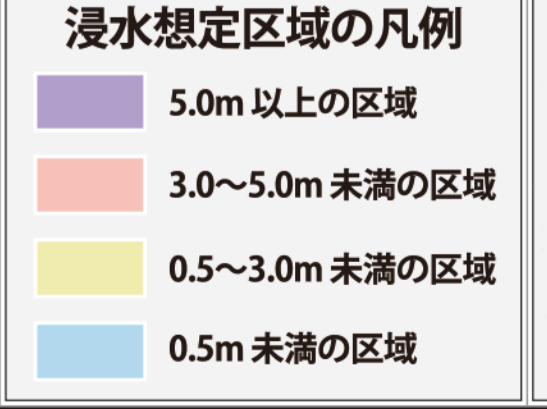 浸水想定区域の凡例
5.0m 以上の区域
3.0～5.0m 未満の区域
0.5～3.0m 未満の区域
0.5m 未満の区域